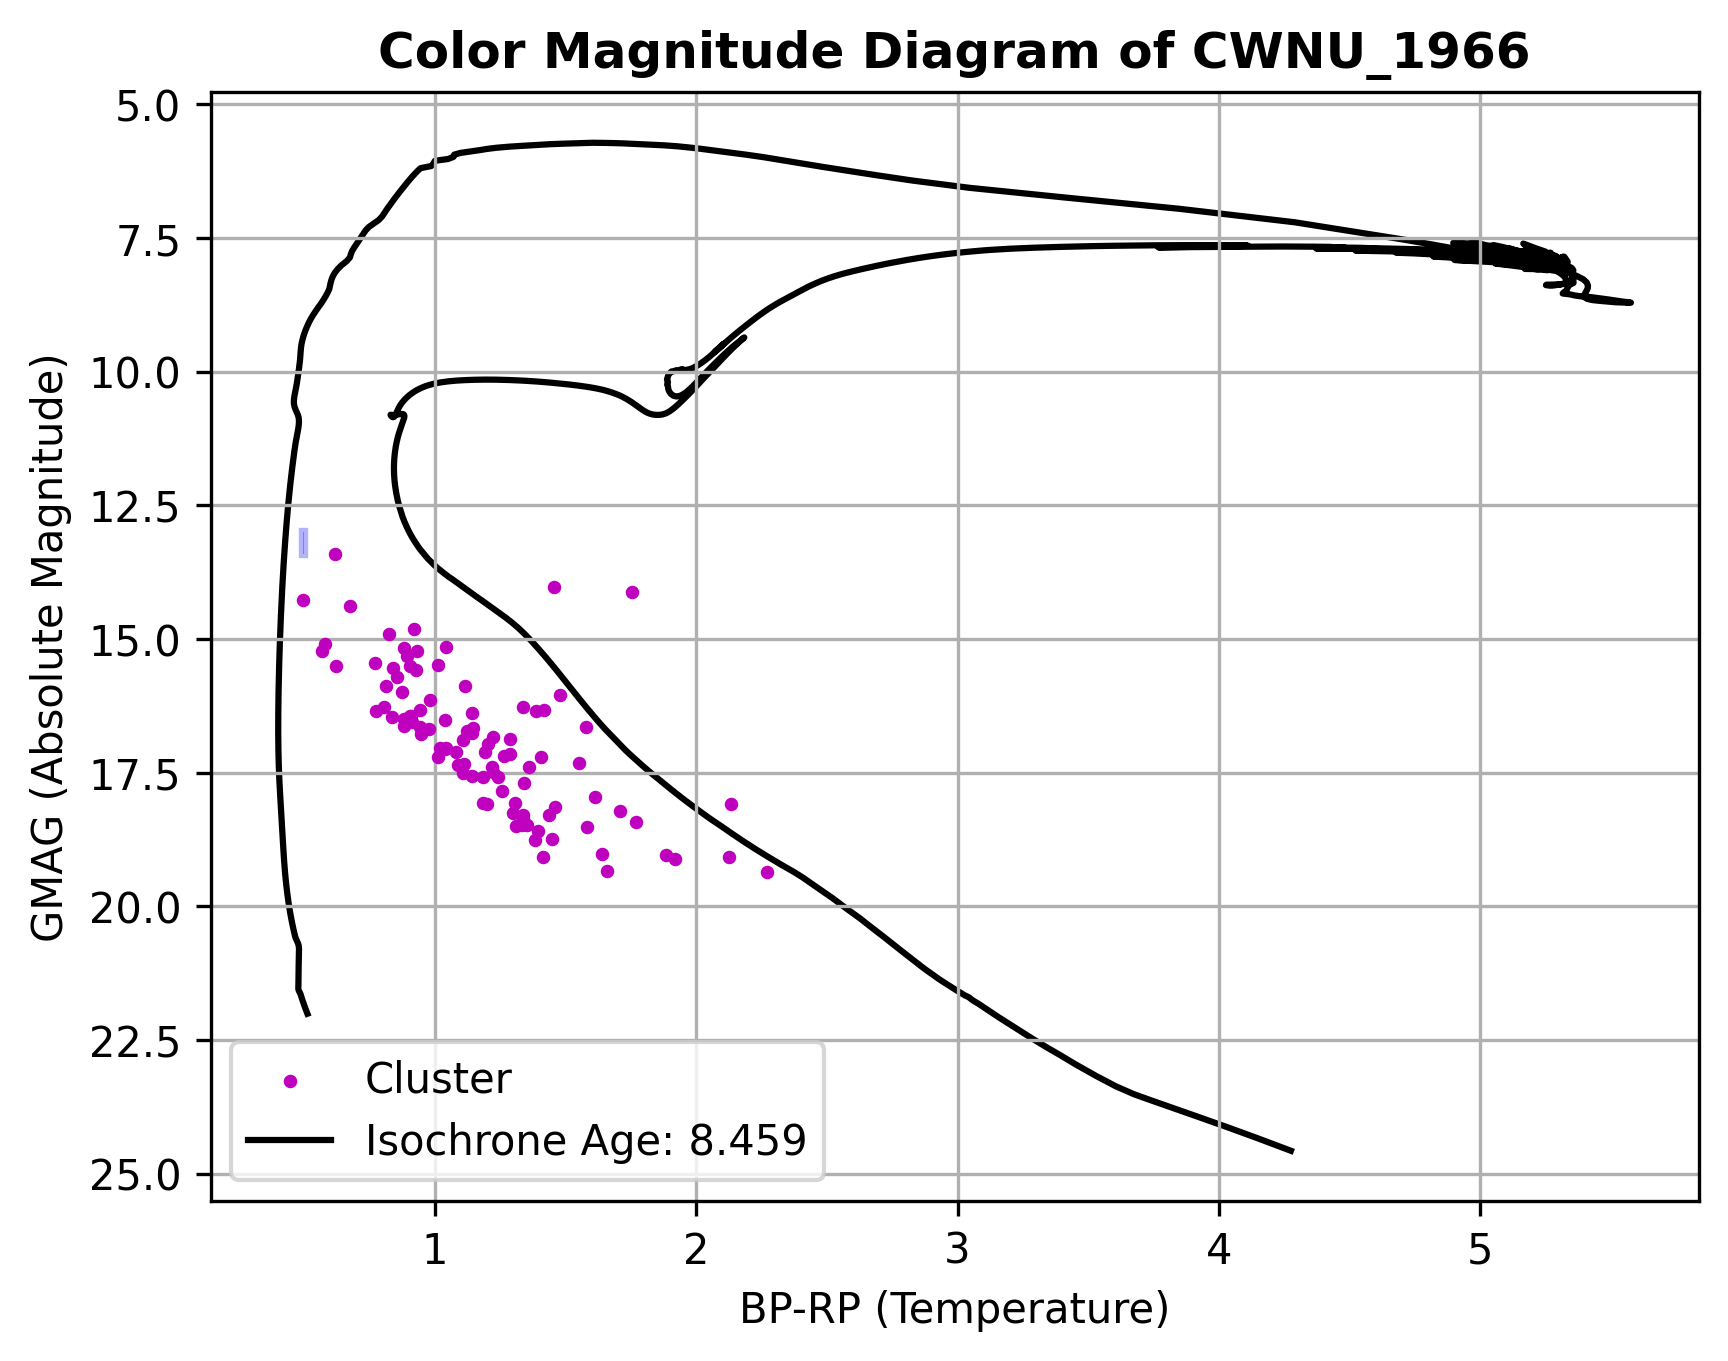 Color Magnitude Diagram of CWNU_1966
GMAG (Absolute Magnitude)
5.0
7.5
10.0
12.5
15.0
17.5
20.0
22.5
25.0
Cluster
Isochrone Age: 8.459
1 2 3 4 5
BP-RP (Temperature)